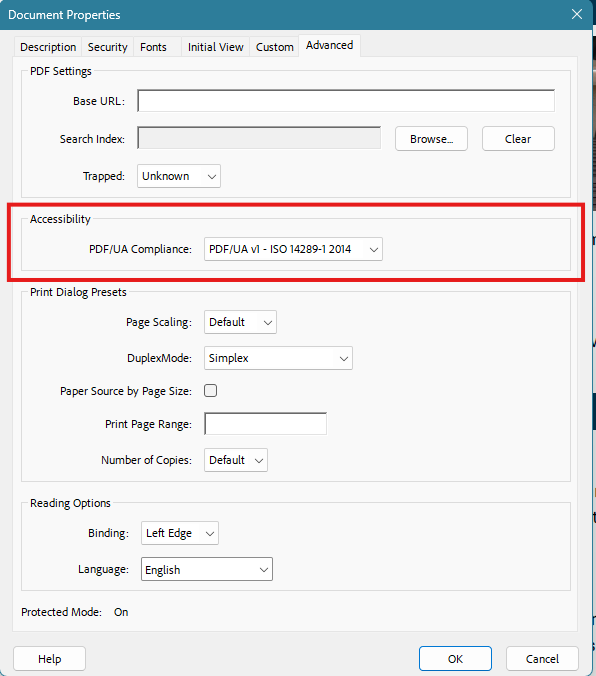 Document Properties
Description Security Fonts Initial View Custom Advanced
PDF Settings
Base URL:
Search Index: Browse... Clear
Trapped: Unknown
Accessibility
PDF/UA Compliance: PDF/UA v1 - ISO 14289-1 2014
Print Dialog Presets
Page Scaling: Default
DuplexMode: Simplex
Paper Source by Page Size:
Print Page Range:
Number of Copies: Default
Reading Options
Binding: Left Edge
Language: English
Protected Mode: On
Help OK Cancel